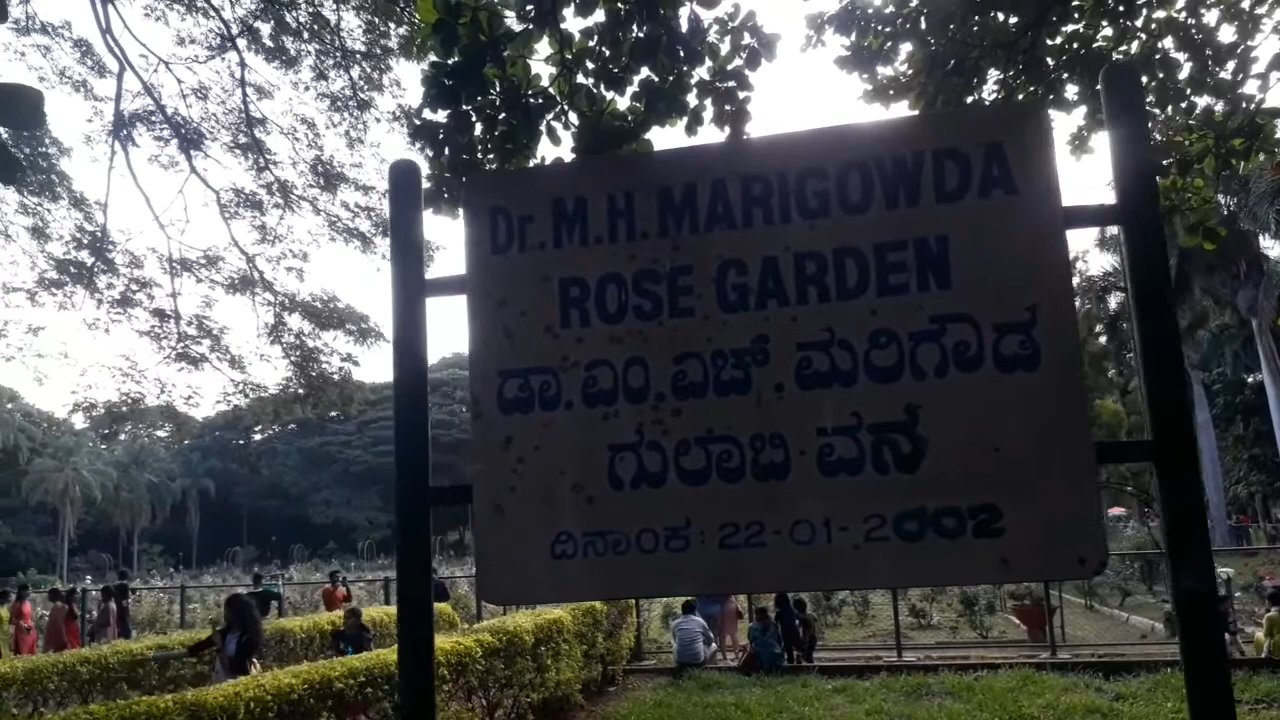 Dr. M.H. MARIGOWDA
ROSE GARDEN
ಡಾ. ಎಂ. ಎಚ್. ಮರಿಗೌಡ
ಗುಲಾಬಿ ವನ
ದಿನಾಂಕ : 22-01-2002